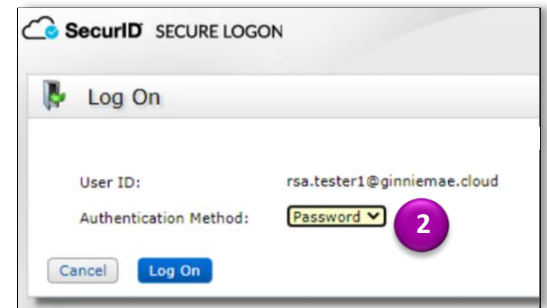 SecurID SECURE LOGON
Log On
User ID: rsa.tester1@ginniemae.cloud
Authentication Method: Password 2
Cancel Log On